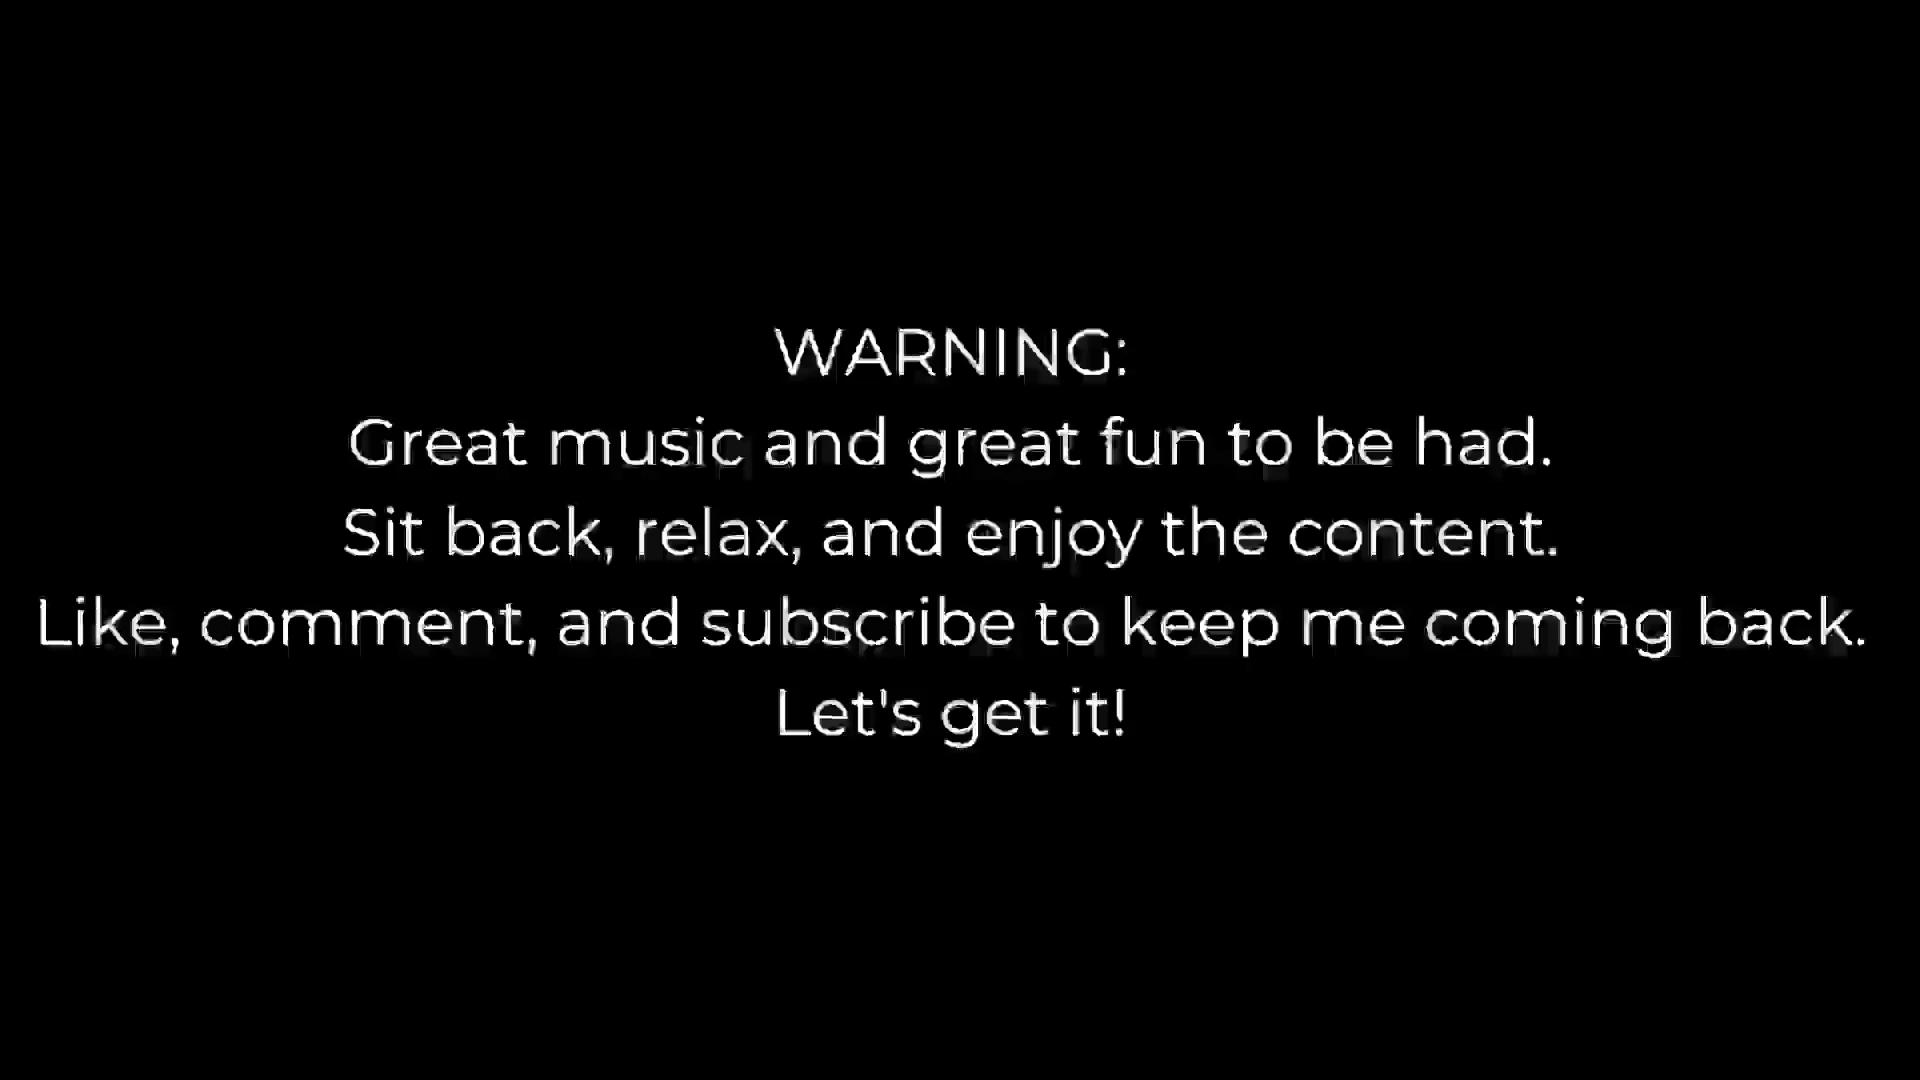 WARNING:
Great music and great fun to be had.
Sit back, relax, and enjoy the content.
Like, comment, and subscribe to keep me coming back.
Let's get it!